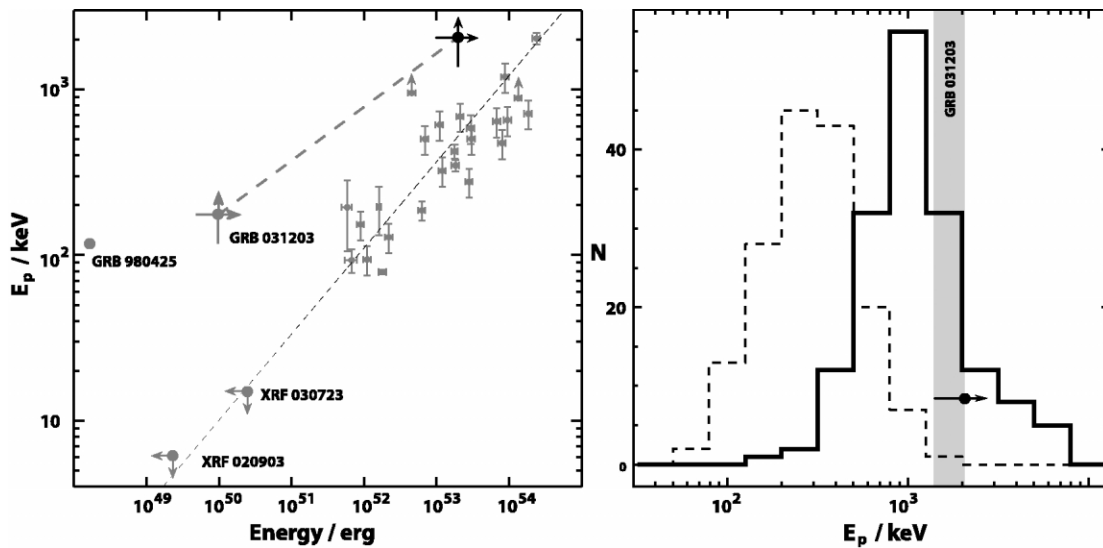 10³
10²
10
E_p / keV
GRB 031203
GRB 980425
XRF 030723
XRF 020903
10⁴⁹ 10⁵⁰ 10⁵¹ 10⁵² 10⁵³ 10⁵⁴
Energy / erg
N
40
20
0
GRB 031203
10² 10³ 10⁴
E_p / keV